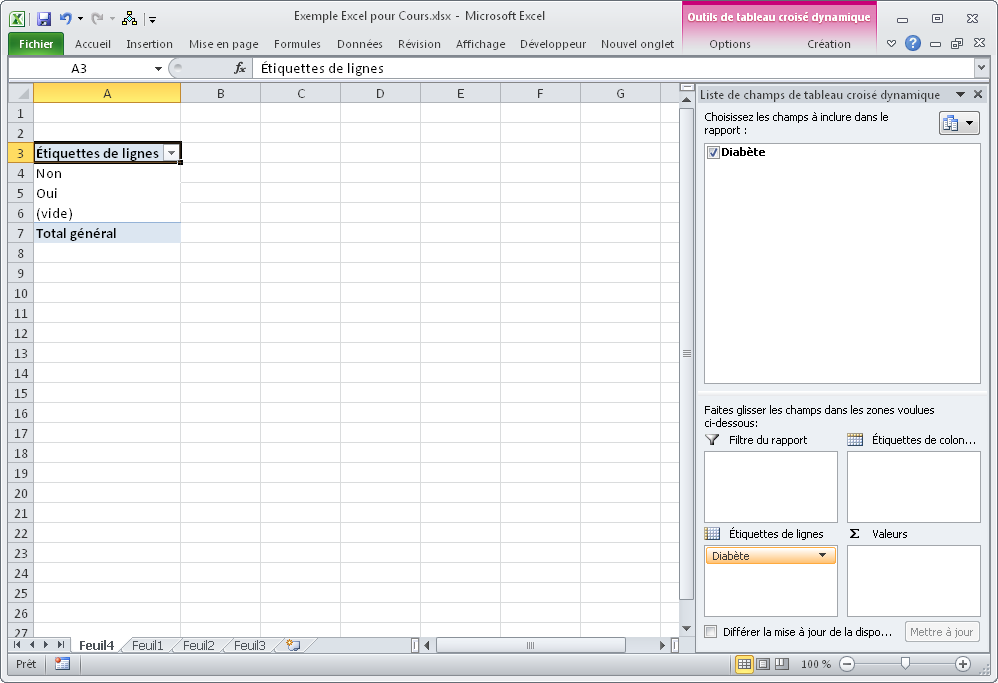 Exemple Excel pour Cours.xlsx - Microsoft Excel
Outils de tableau croisé dynamique
Fichier Accueil Insertion Mise en page Formules Données Révision Affichage Développeur Nouvel onglet Options Création
A3 fx Étiquettes de lignes
A B C D E F G
1
2
3 Étiquettes de lignes
4 Non
5 Oui
6 (vide)
7 Total général
8
9
10
11
12
13
14
15
16
17
18
19
20
21
22
23
24
25
26
27
Liste de champs de tableau croisé dynamique
Choisissez les champs à inclure dans le
rapport :
Diabète
Faites glisser les champs dans les zones voulues
ci-dessous:
Filtre du rapport
Étiquettes de colon...
Étiquettes de lignes
Σ Valeurs
Diabète
Différer la mise à jour de la dispo...
Mettre à jour
Feuil4 Feuil1 Feuil2 Feuil3
Prêt
100 %